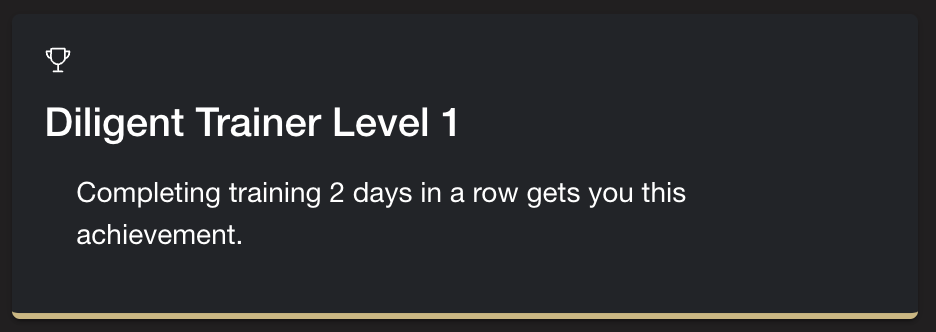 Diligent Trainer Level 1
Completing training 2 days in a row gets you this
achievement.